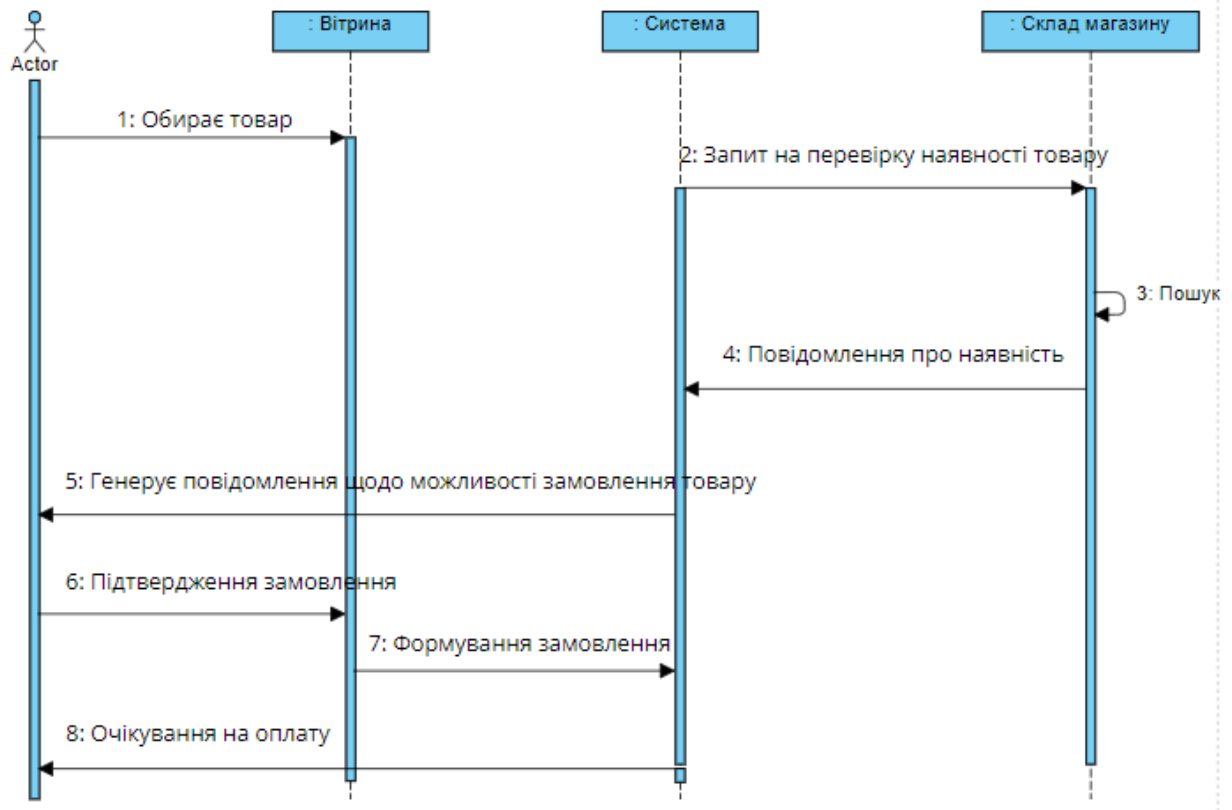 : Вітрина
: Система
: Склад магазину
Actor
1: Обирає товар
2: Запит на перевірку наявності товару
3: Пошук
4: Повідомлення про наявність
5: Генерує повідомлення щодо можливості замовлення товару
6: Підтвердження замовлення
7: Формування замовлення
8: Очікування на оплату